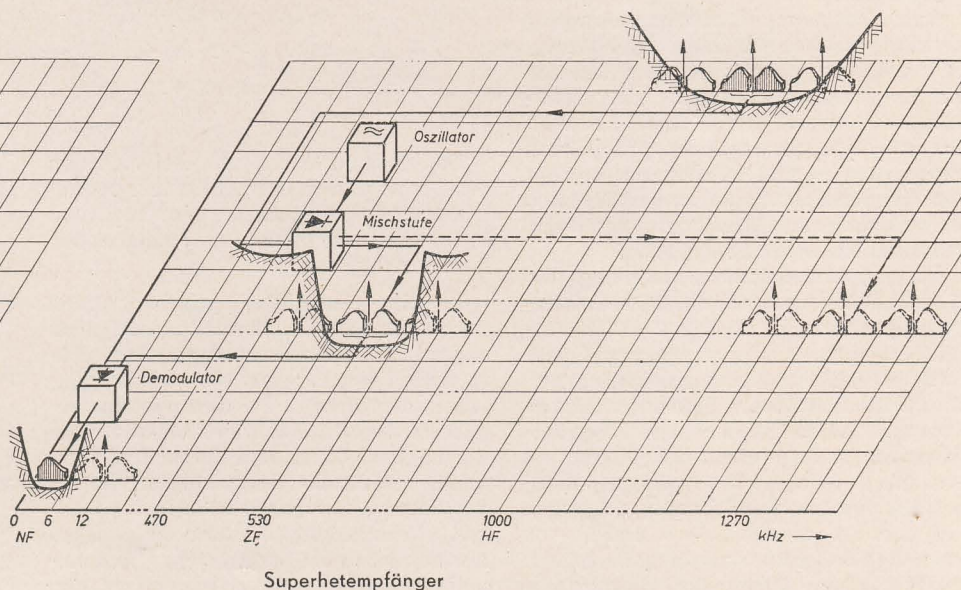 Oszillator
Mischstufe
Demodulator
0 6 12 470 530 1000 1270
NF ZF HF kHz
Superhetempfänger